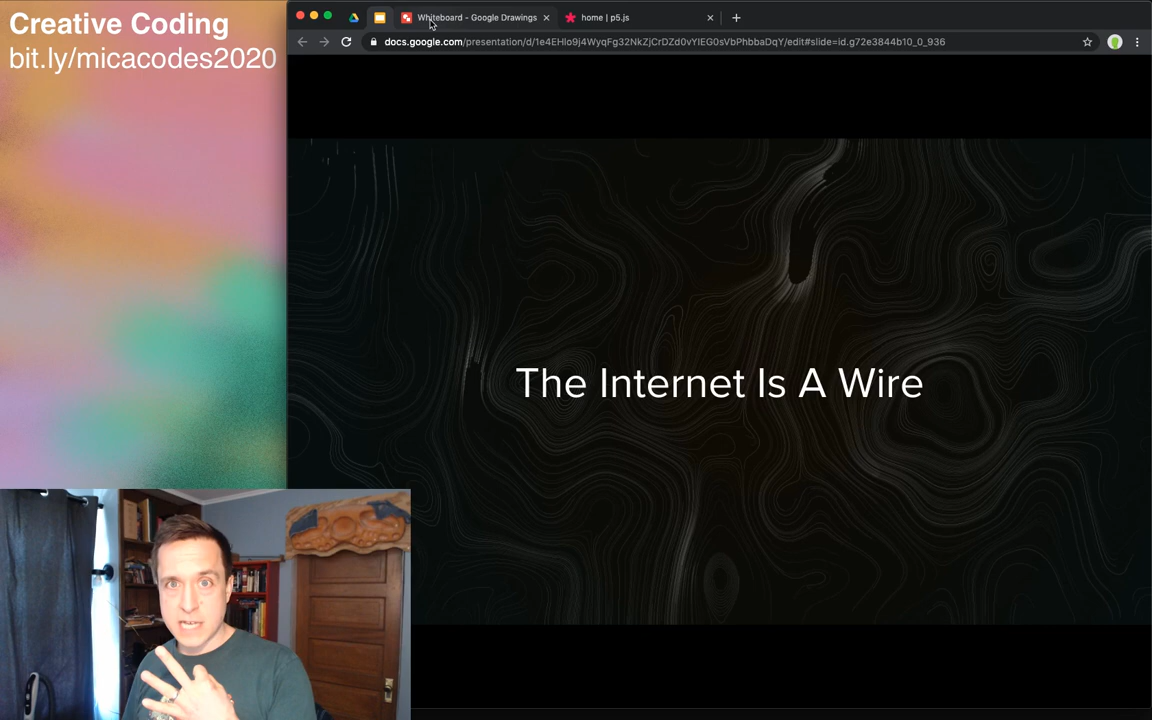 Creative Coding
bit.ly/micacodes2020
Whiteboard - Google Drawings
home | p5.js
docs.google.com/presentation/d/1e4EHIo9j4WyqFg32NkZjCrDZd0vYIEG0sVbPhbbaDqY/edit#slide=id.g72e3844b10_0_936
The Internet Is A Wire